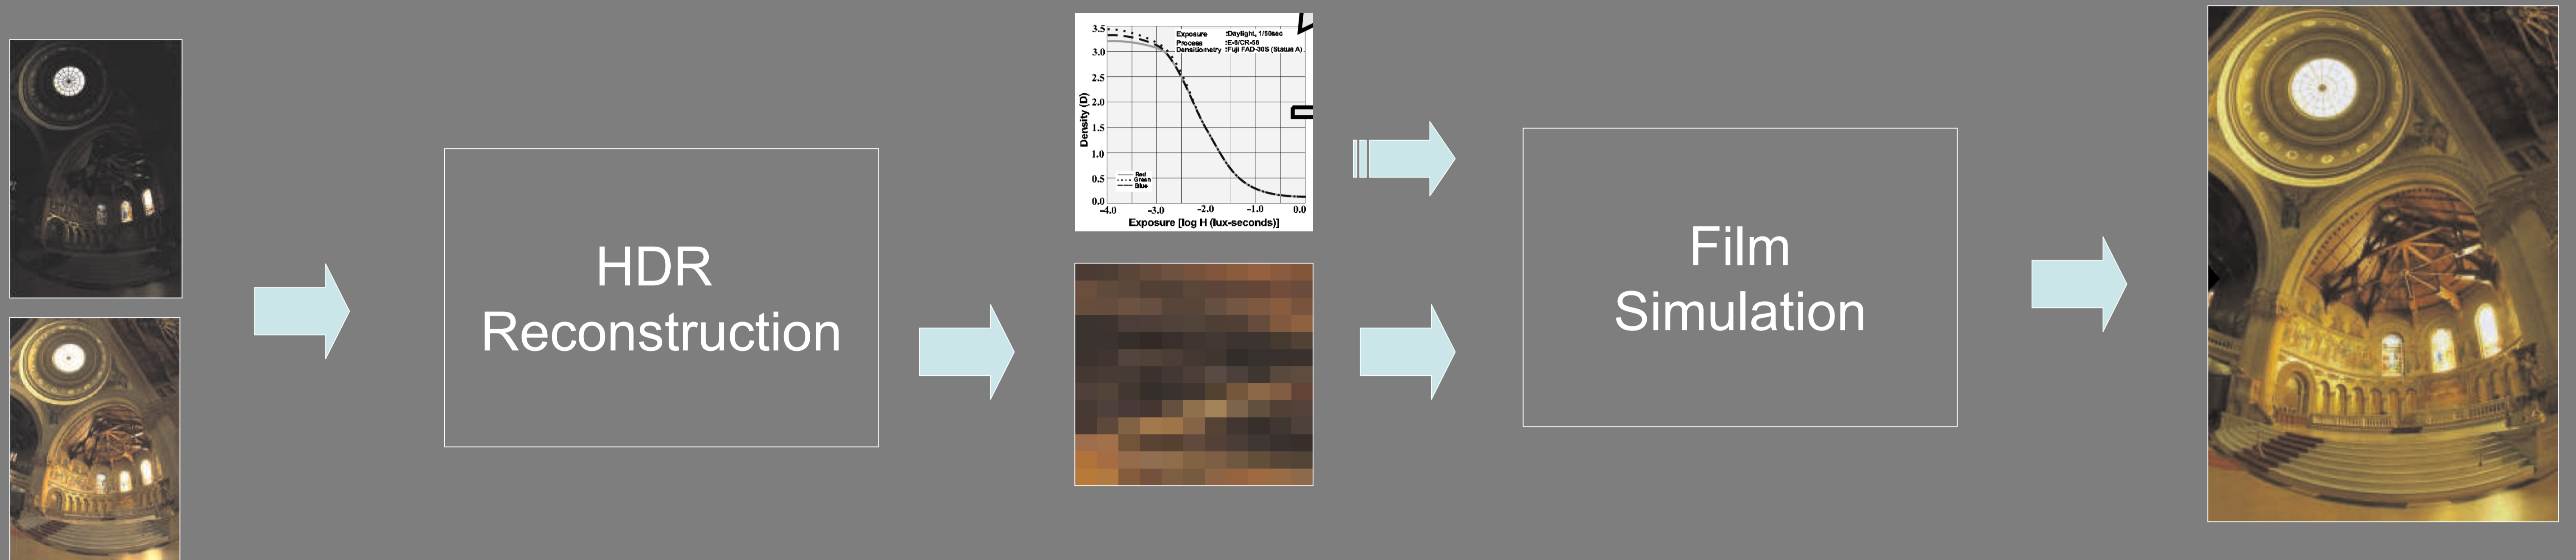 HDR
Reconstruction
3.5
3.0
2.5
2.0
1.5
1.0
0.5
0.0
Density (D)
Exposure :Daylight, 1/50sec
Process :E-6/CR-56
Densitiometry :Fuji FAD-30S (Status A)
Red
Green
Blue
-4.0 -3.0 -2.0 -1.0 0.0
Exposure [log H (lux-seconds)]
Film
Simulation